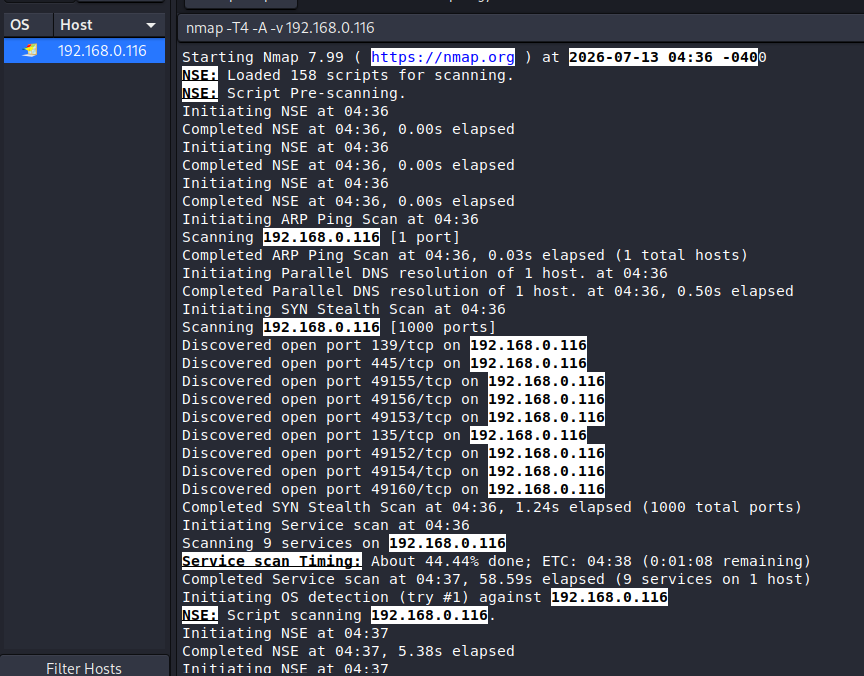 OS Host
192.168.0.116
Filter Hosts
nmap -T4 -A -v 192.168.0.116
Starting Nmap 7.99 ( https://nmap.org ) at 2026-07-13 04:36 -0400
NSE: Loaded 158 scripts for scanning.
NSE: Script Pre-scanning.
Initiating NSE at 04:36
Completed NSE at 04:36, 0.00s elapsed
Initiating NSE at 04:36
Completed NSE at 04:36, 0.00s elapsed
Initiating NSE at 04:36
Completed NSE at 04:36, 0.00s elapsed
Initiating ARP Ping Scan at 04:36
Scanning 192.168.0.116 [1 port]
Completed ARP Ping Scan at 04:36, 0.03s elapsed (1 total hosts)
Initiating Parallel DNS resolution of 1 host. at 04:36
Completed Parallel DNS resolution of 1 host. at 04:36, 0.50s elapsed
Initiating SYN Stealth Scan at 04:36
Scanning 192.168.0.116 [1000 ports]
Discovered open port 139/tcp on 192.168.0.116
Discovered open port 445/tcp on 192.168.0.116
Discovered open port 49155/tcp on 192.168.0.116
Discovered open port 49156/tcp on 192.168.0.116
Discovered open port 49153/tcp on 192.168.0.116
Discovered open port 135/tcp on 192.168.0.116
Discovered open port 49152/tcp on 192.168.0.116
Discovered open port 49154/tcp on 192.168.0.116
Discovered open port 49160/tcp on 192.168.0.116
Completed SYN Stealth Scan at 04:36, 1.24s elapsed (1000 total ports)
Initiating Service scan at 04:36
Scanning 9 services on 192.168.0.116
Service scan Timing: About 44.44% done; ETC: 04:38 (0:01:08 remaining)
Completed Service scan at 04:37, 58.59s elapsed (9 services on 1 host)
Initiating OS detection (try #1) against 192.168.0.116
NSE: Script scanning 192.168.0.116.
Initiating NSE at 04:37
Completed NSE at 04:37, 5.38s elapsed
Initiating NSE at 04:37